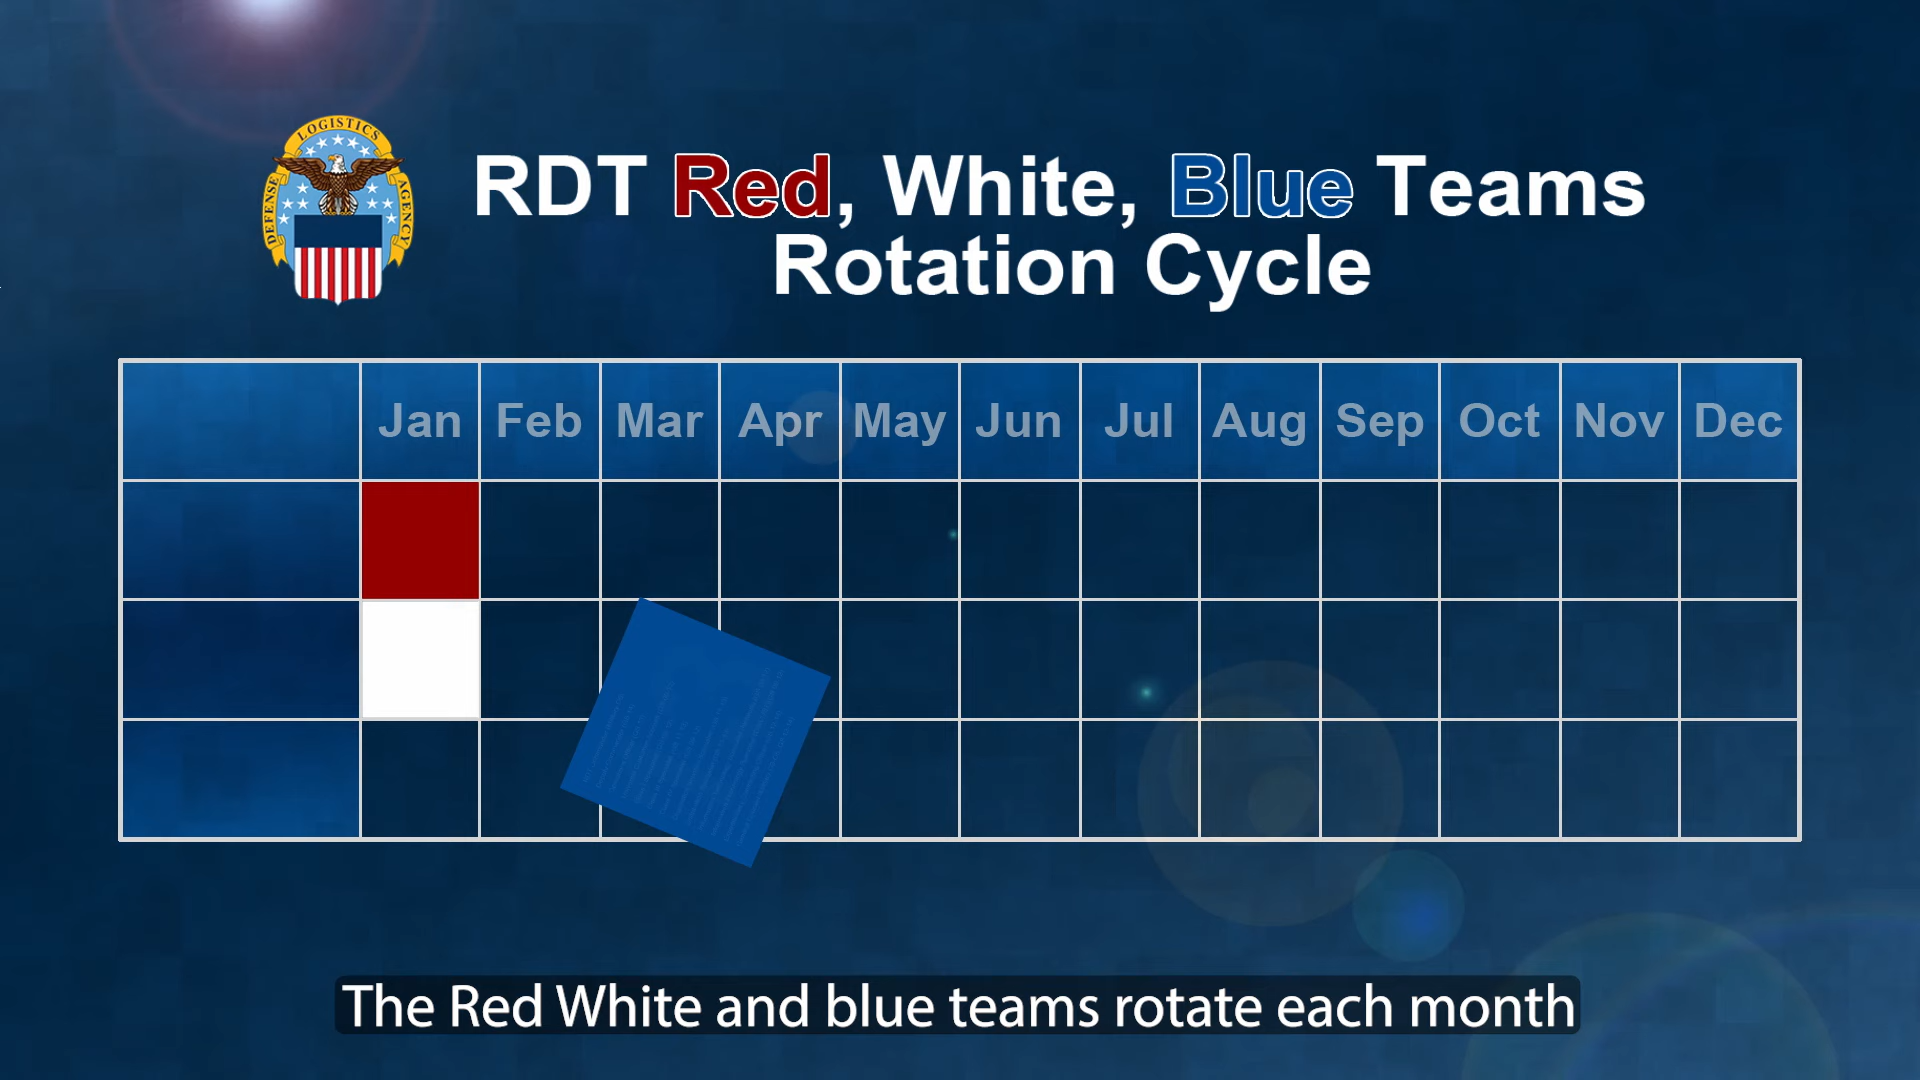 DEFENSE LOGISTICS AGENCY
RDT Red, White, Blue Teams
Rotation Cycle
Jan Feb Mar Apr May Jun Jul Aug Sep Oct Nov Dec
The Red White and blue teams rotate each month